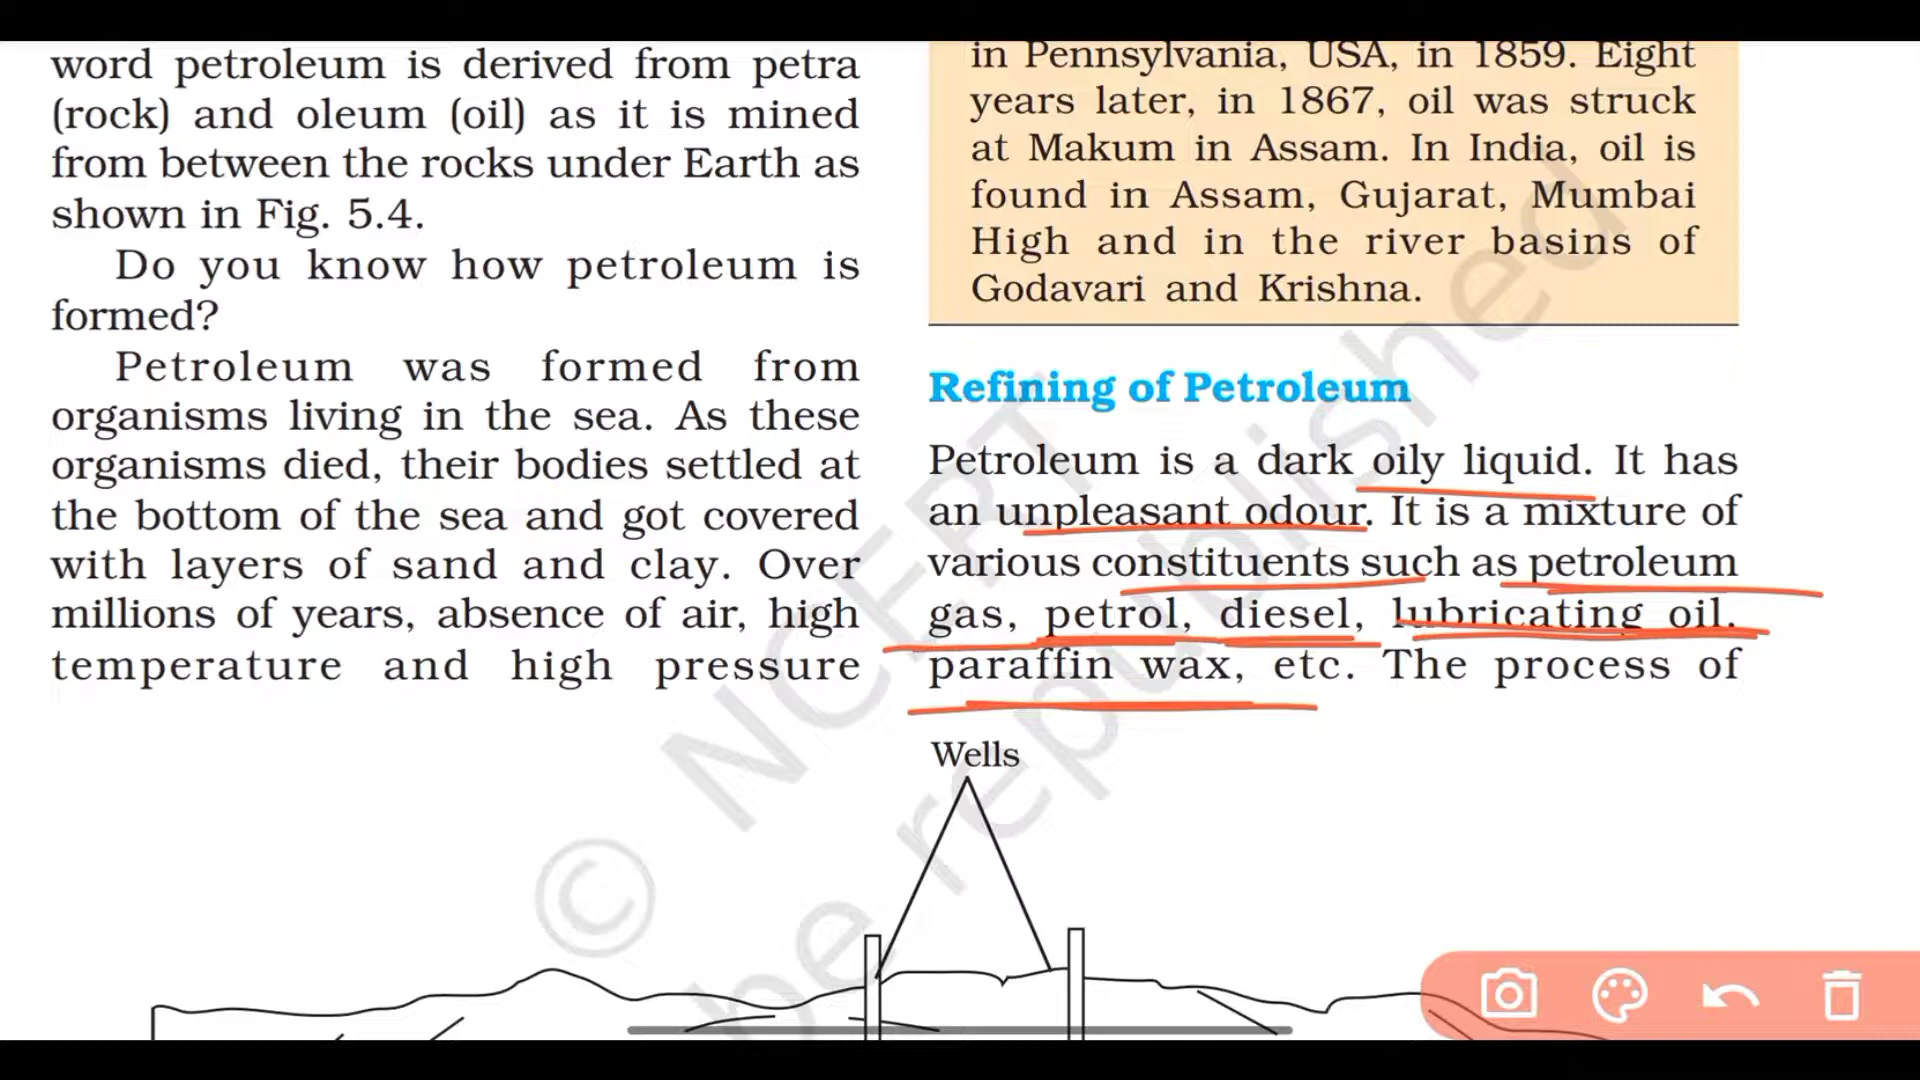 word petroleum is derived from petra
(rock) and oleum (oil) as it is mined
from between the rocks under Earth as
shown in Fig. 5.4.
Do you know how petroleum is
formed?
Petroleum was formed from
organisms living in the sea. As these
organisms died, their bodies settled at
the bottom of the sea and got covered
with layers of sand and clay. Over
millions of years, absence of air, high
temperature and high pressure
in Pennsylvania, USA, in 1859. Eight
years later, in 1867, oil was struck
at Makum in Assam. In India, oil is
found in Assam, Gujarat, Mumbai
High and in the river basins of
Godavari and Krishna.
Refining of Petroleum
Petroleum is a dark oily liquid. It has
an unpleasant odour. It is a mixture of
various constituents such as petroleum
gas, petrol, diesel, lubricating oil,
paraffin wax, etc. The process of
Wells
© NCERT
be republished